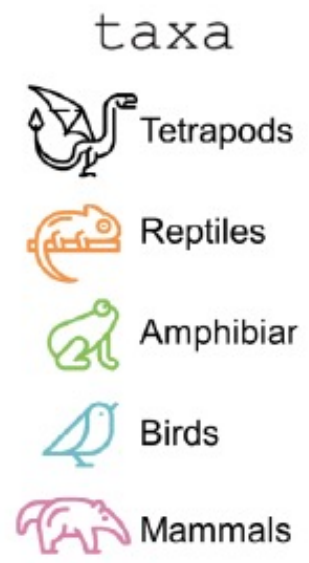 taxa
Tetrapods
Reptiles
Amphibiar
Birds
Mammals